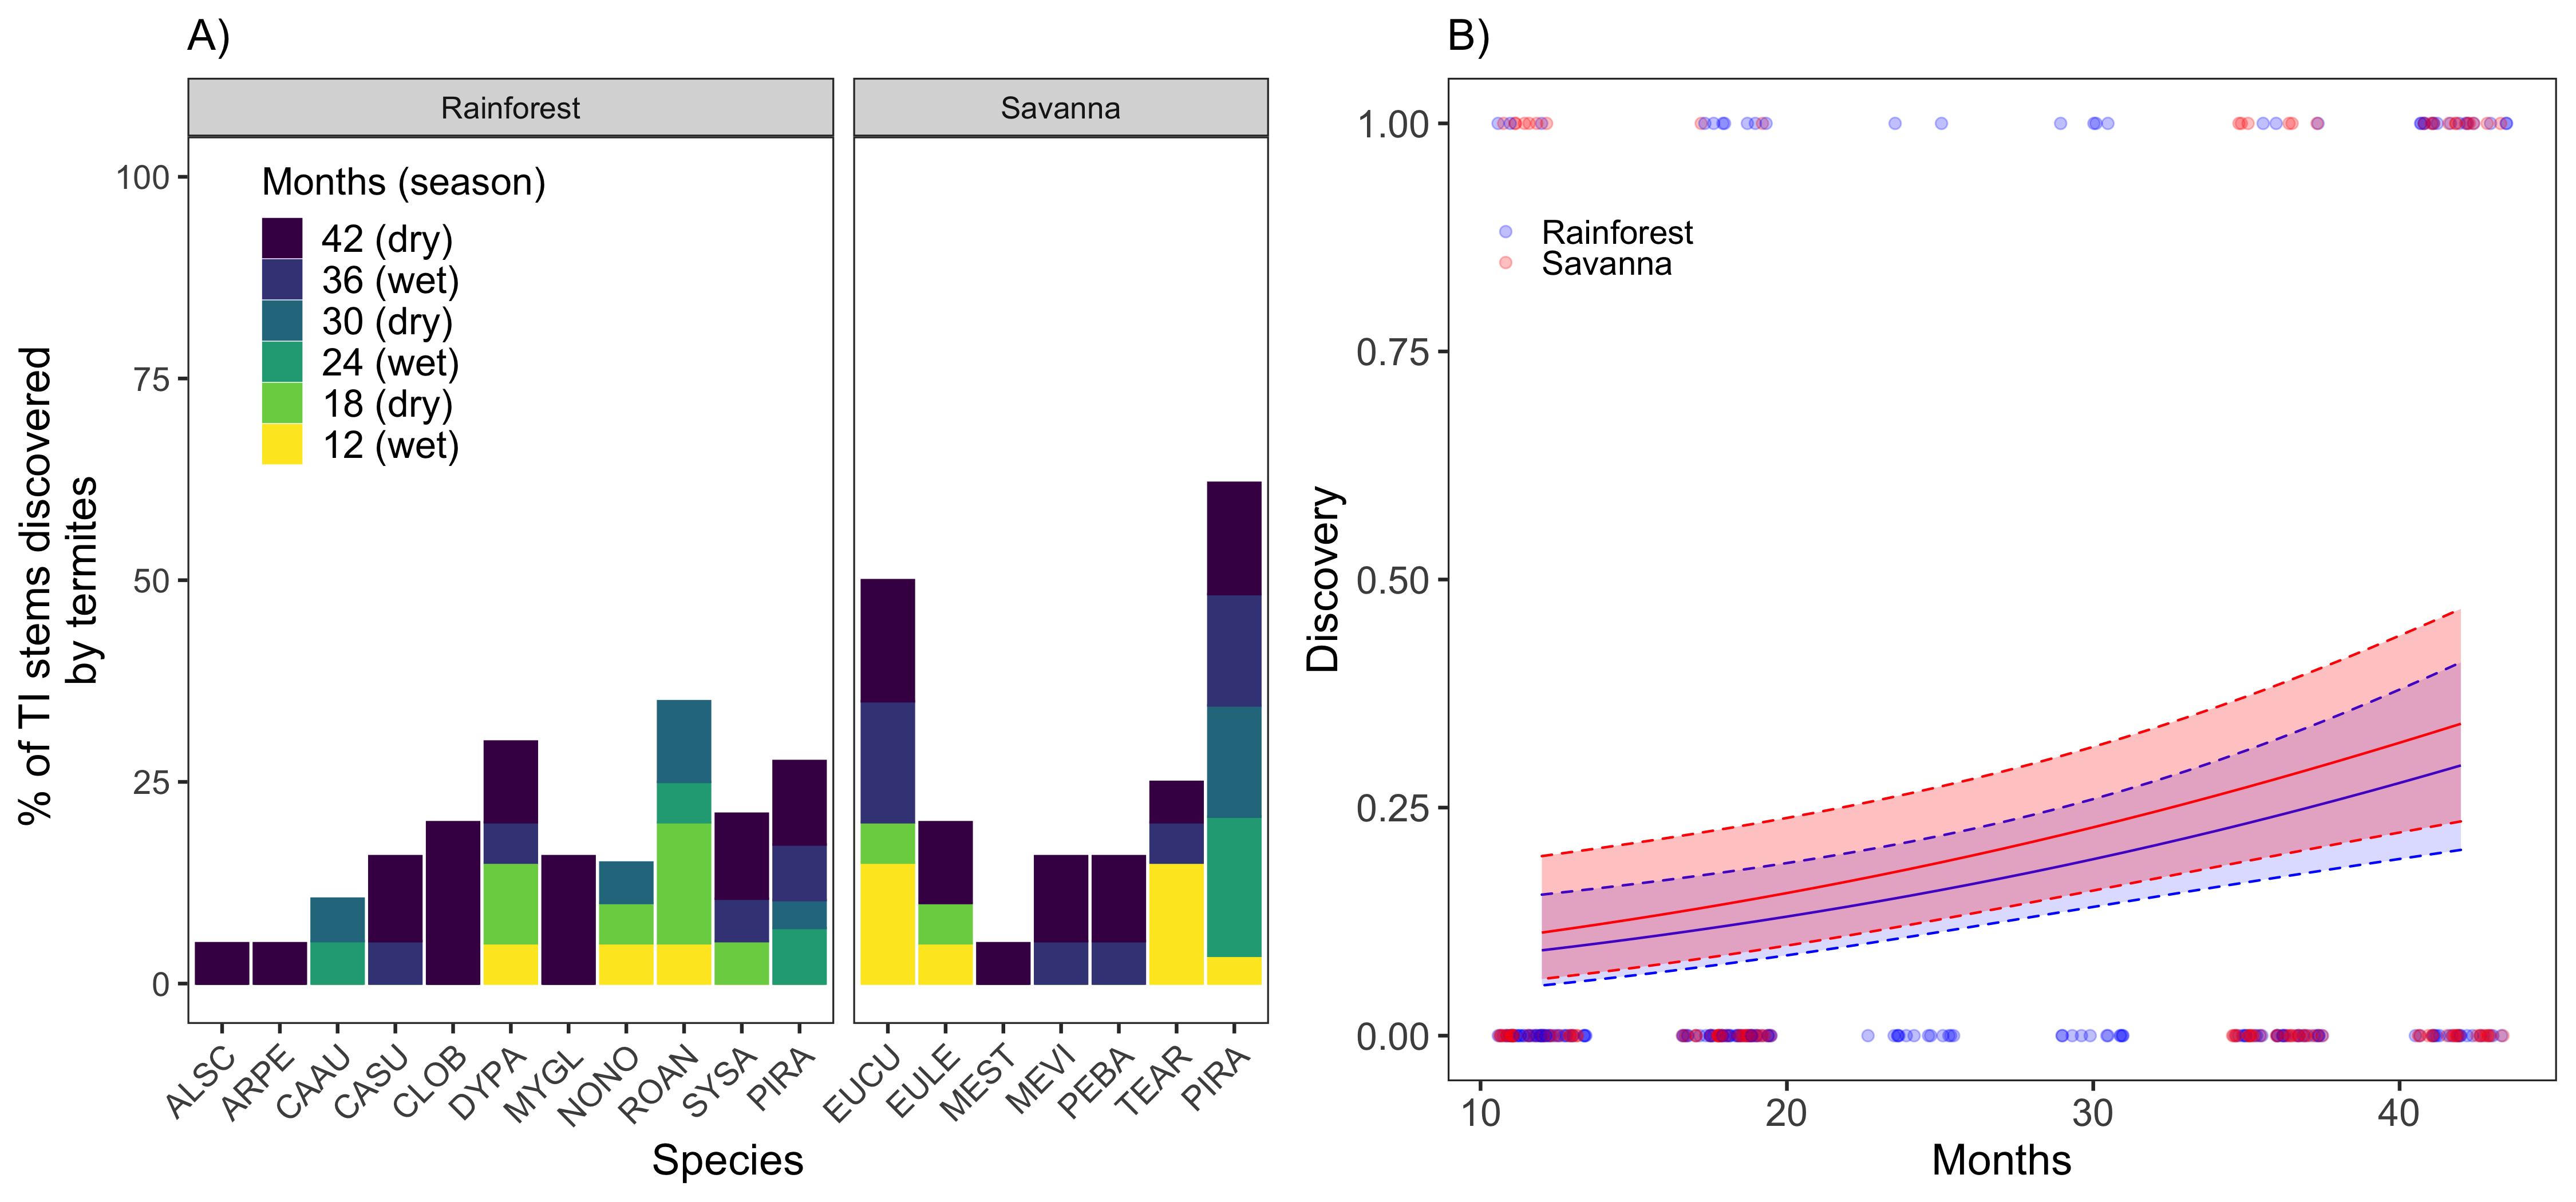 A)
Rainforest
Savanna
% of TI stems discovered
by termites
100
75
50
25
0
Months (season)
42 (dry)
36 (wet)
30 (dry)
24 (wet)
18 (dry)
12 (wet)
ALSC
ARPE
CAAU
CASU
CLOB
DYPA
MYGL
NONO
ROAN
SYSA
PIRA
EUCU
EULE
MEST
MEVI
PEBA
TEAR
PIRA
Species
B)
Discovery
1.00
0.75
0.50
0.25
0.00
Rainforest
Savanna
10
20
30
40
Months